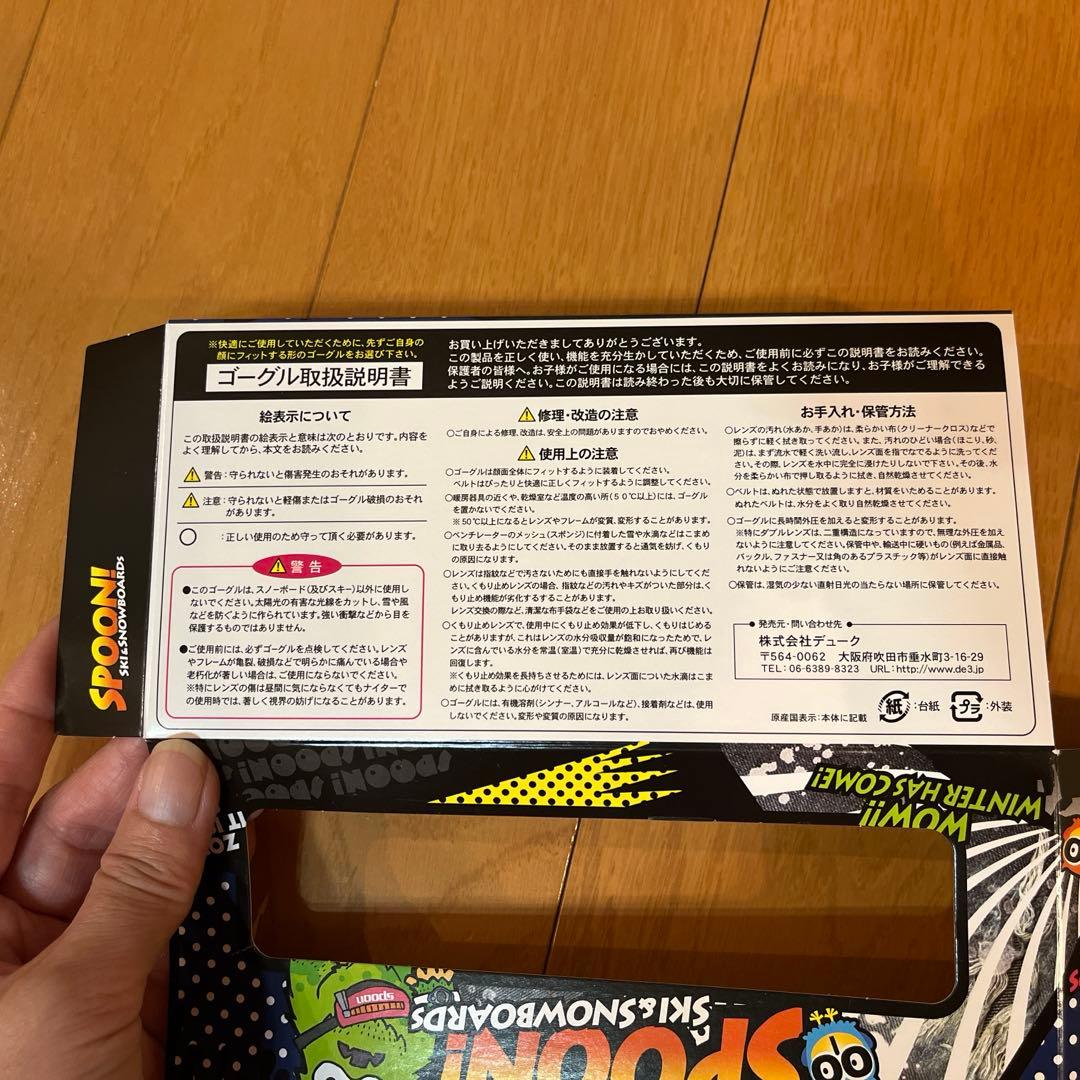 ※快適にご使用していただくために、先ずご自身の
顔にフィットする形のゴーグルをお選び下さい。
ゴーグル取扱説明書
お買い上げいただきましてありがとうございます。
この製品を正しく使い、機能を充分生かしていただくため、ご使用前に必ずこの説明書をお読みください。
保護者の皆様へ。お子様がご使用になる場合には、この説明書をよくお読みになり、お子様がご理解できる
ようご説明ください。この説明書は読み終わった後も大切に保管してください。
絵表示について
この取扱説明書の絵表示と意味は次のとおりです。内容を
よく理解してから、本文をお読みください。
警告:守られないと傷害発生のおそれがあります。
注意:守られないと軽傷またはゴーグル破損のおそれ
があります。
○ :正しい使用のため守って頂く必要があります。
警告
●このゴーグルは、スノーボード(及びスキー)以外に使用し
ないでください。太陽光の有害な光線をカットし、雪や風
などを防ぐように作られています。強い衝撃などから目を
保護するものではありません。
●ご使用前には、必ずゴーグルを点検してください。レンズ
やフレームが亀裂、破損などで明らかに痛んでいる場合や
老朽化が著しい場合は、ご使用にならないでください。
※特にレンズの傷は昼間に気にならなくてもナイターで
の使用時では、著しく視界の妨げになることがあります。
修理・改造の注意
○ご自身による修理、改造は、安全上の問題がありますのでおやめください。
使用上の注意
○ゴーグルは顔面全体にフィットするように装着してください。
ベルトはぴったりと快適に正しくフィットするように調整してください。
○暖房器具の近くや、乾燥室など温度の高い所(50℃以上)には、ゴーグル
を置かないでください。
※50℃以上になるとレンズやフレームが変質、変形することがあります。
○ベンチレーターのメッシュ(スポンジ)に付着した雪や水滴などはこまめ
に取り去るようにしてください。そのまま放置すると通気を妨げ、くもり
の原因になります。
○レンズは指紋などで汚さないためにも直接手を触れないようにしてくだ
さい。くもり止めレンズの場合、指紋などの汚れやキズがついた部分は、く
もり止め機能が劣化することがあります。
レンズ交換の際など、清潔な布手袋などをご使用の上お取り扱いください。
○くもり止めレンズで、使用中にくもり止め効果が低下し、くもりはじめる
ことがありますが、これはレンズの水分吸収量が飽和になったためで、レ
ンズに含んでいる水分を常温(室温)で充分に乾燥させれば、再び機能は
回復します。
※くもり止め効果を長持ちさせるためには、レンズ面についた水滴はこま
めに拭き取るように心がけてください。
○ゴーグルには、有機溶剤(シンナー、アルコールなど)、接着剤などは、使用
しないでください。変形や変質の原因になります。
お手入れ・保管方法
○レンズの汚れ(水あか、手あか)は、柔らかい布(クリーナークロス)などで
擦らずに軽く拭き取ってください。また、汚れのひどい場合(ほこり、砂、
泥)は、まず流水で軽く洗い流し、レンズ面を指でなでるように洗ってくだ
さい。その際、レンズを水中に完全に浸けたりしないで下さい。その後、水
分を柔らかい布で押し取るように拭き、自然乾燥させてください。
○ベルトは、ぬれた状態で放置しますと、材質をいためることがあります。
ぬれたベルトは、水分をよく取り自然乾燥させてください。
○ゴーグルに長時間外圧を加えると変形することがあります。
※特にダブルレンズは、二重構造になっていますので、無理な外圧を加え
ないように注意してください。保管中や、輸送中に硬いもの(例えば金属品、
バックル、ファスナー又は角のあるプラスチック等)がレンズ面に直接触
れないようにご注意ください。
○保管は、湿気の少ない直射日光の当たらない場所に保管してください。
発売元・問い合わせ先
株式会社デューク
〒564-0062 大阪府吹田市垂水町3-16-29
TEL:06-6389-8323 URL:http://www.de3.jp
原産国表示:本体に記載
紙 :台紙
プラ :外装
SPOON!
SKI&SNOWBOARDS
SPOON! SPOON! SPOON!
WOW!!
WINTER HAS COME!
spoon
SPOON!
SKI&SNOWBOARDS